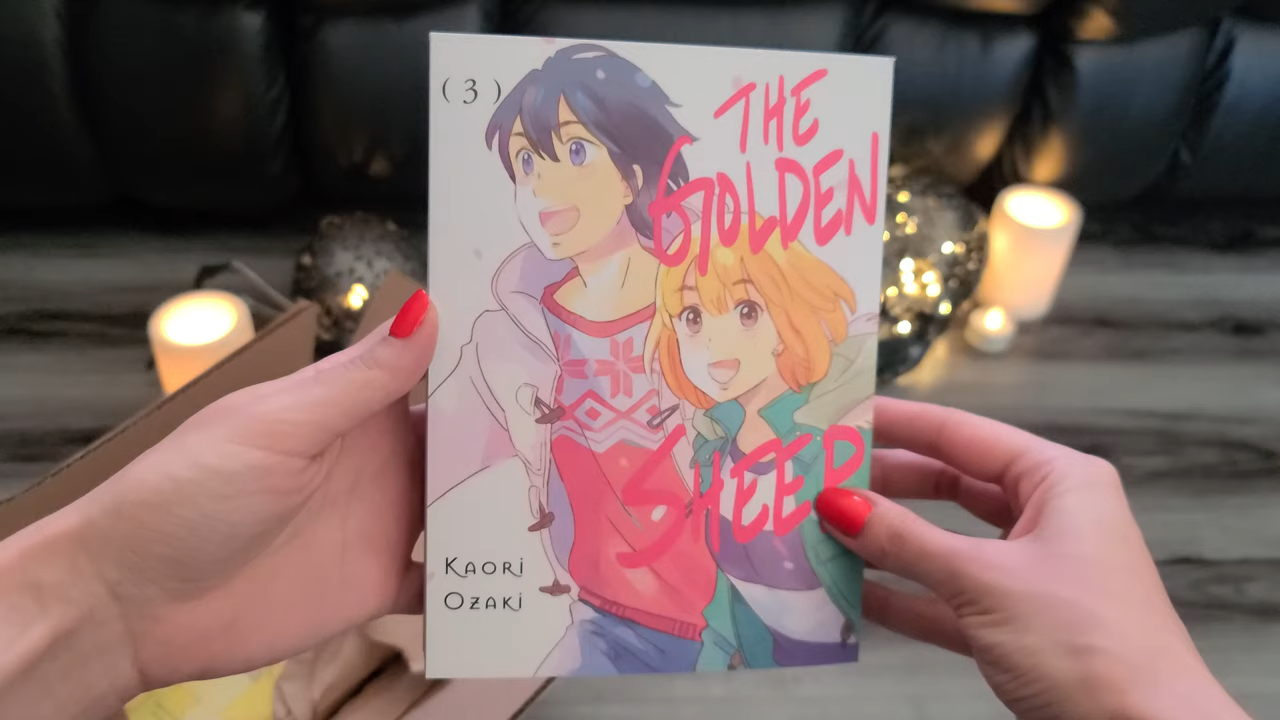 (3)
THE
GOLDEN
SHEEP
KAORI
OZAKI